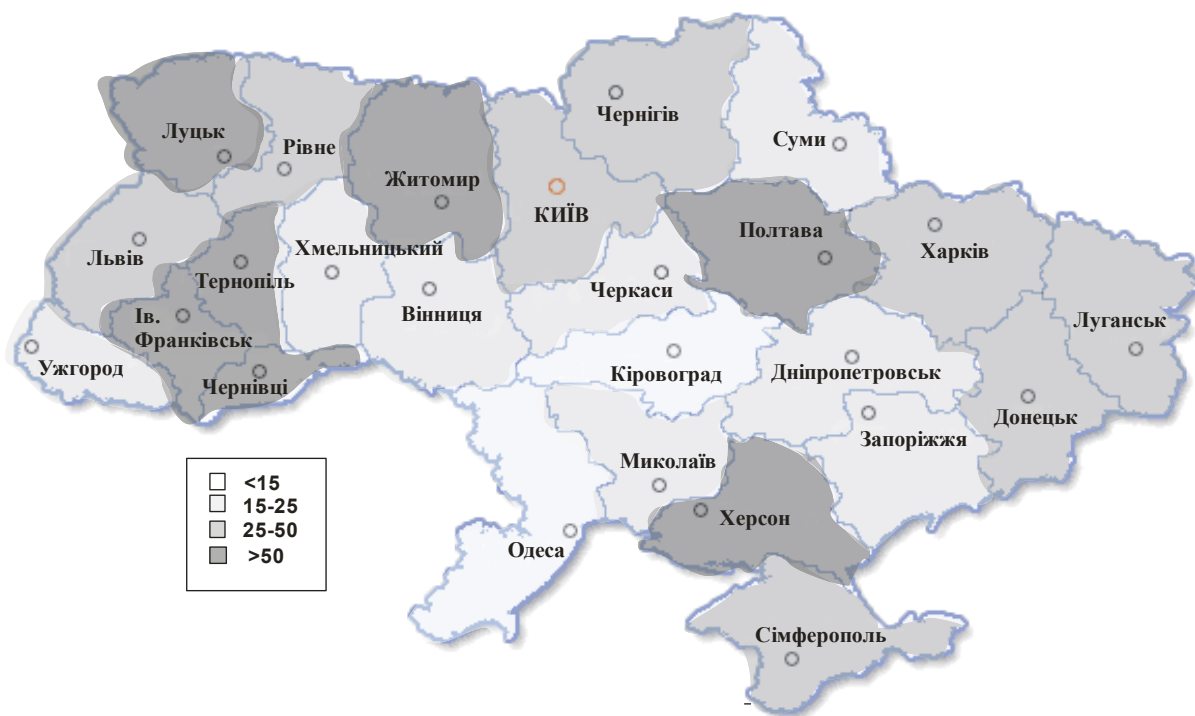 Чернігів
Луцьк
Суми
Рівне
Житомир
КИЇВ
Полтава
Харків
Хмельницький
Львів
Тернопіль
Черкаси
Вінниця
Ів.
Франківськ
Луганськ
Ужгород
Чернівці
Кіровоград
Дніпропетровськ
Донецьк
Запоріжжя
Миколаїв
Херсон
Одеса
Сімферополь
<15
15-25
25-50
>50